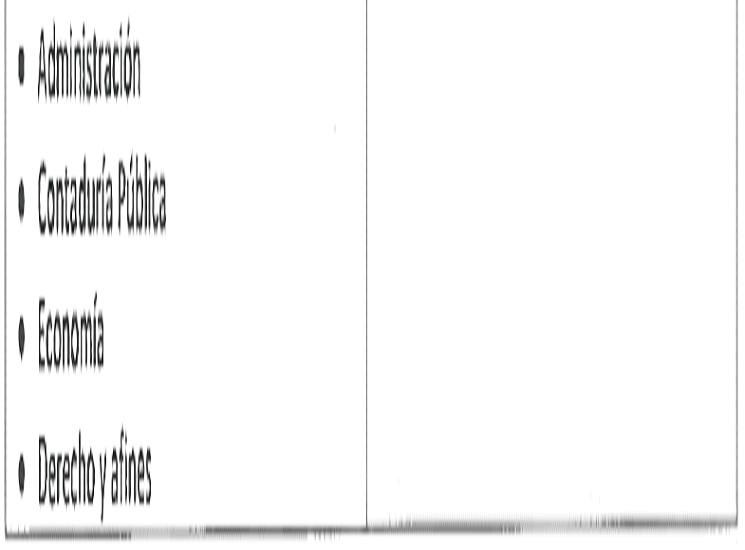 • Administración
• Contaduría Pública
• Economía
• Derecho y afines